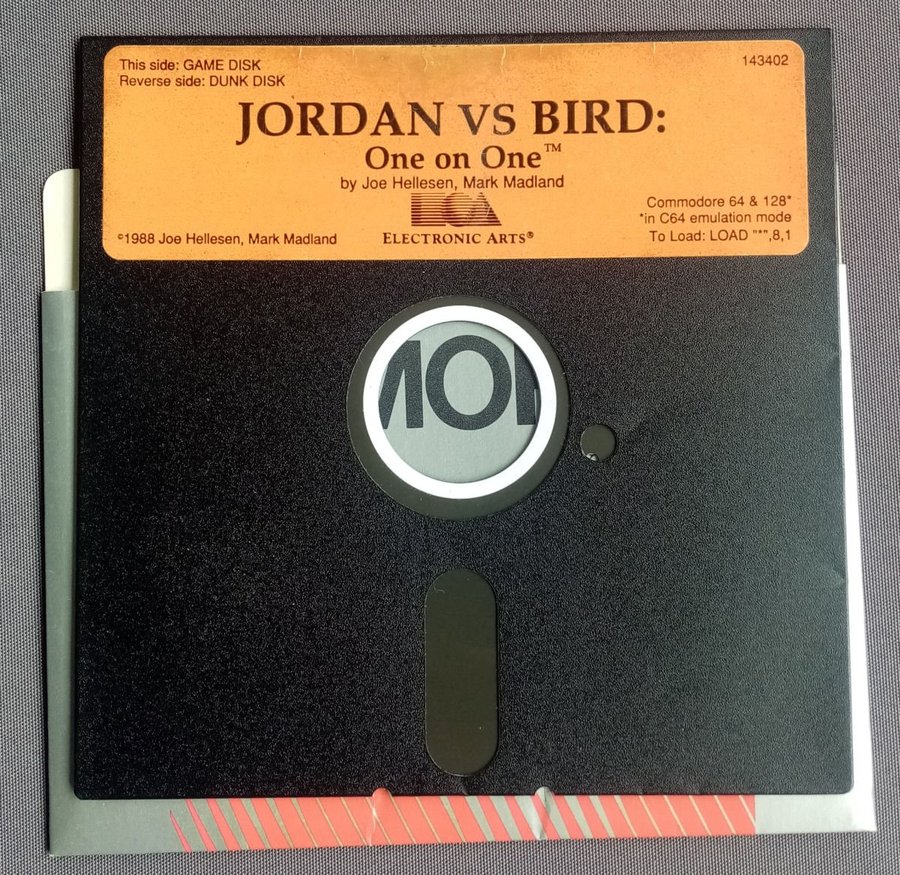 This side: GAME DISK
Reverse side: DUNK DISK
143402
JORDAN VS BIRD:
One on One™
by Joe Hellesen, Mark Madland
ECA
ELECTRONIC ARTS®
Commodore 64 & 128*
*in C64 emulation mode
To Load: LOAD "*",8,1
©1988 Joe Hellesen, Mark Madland